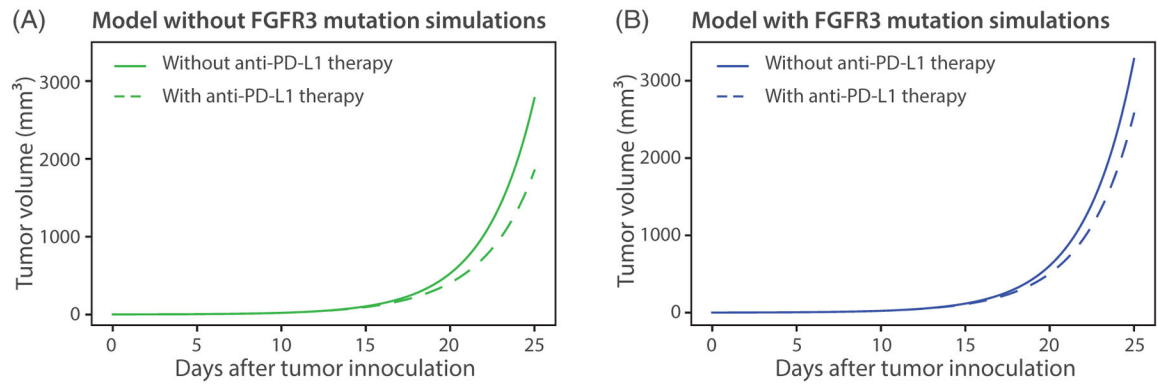 (A) Model without FGFR3 mutation simulations
Without anti-PD-L1 therapy
With anti-PD-L1 therapy
Tumor volume (mm³)
3000
2000
1000
0
0 5 10 15 20 25
Days after tumor innoculation
(B) Model with FGFR3 mutation simulations
Without anti-PD-L1 therapy
With anti-PD-L1 therapy
Tumor volume (mm³)
3000
2000
1000
0
0 5 10 15 20 25
Days after tumor innoculation